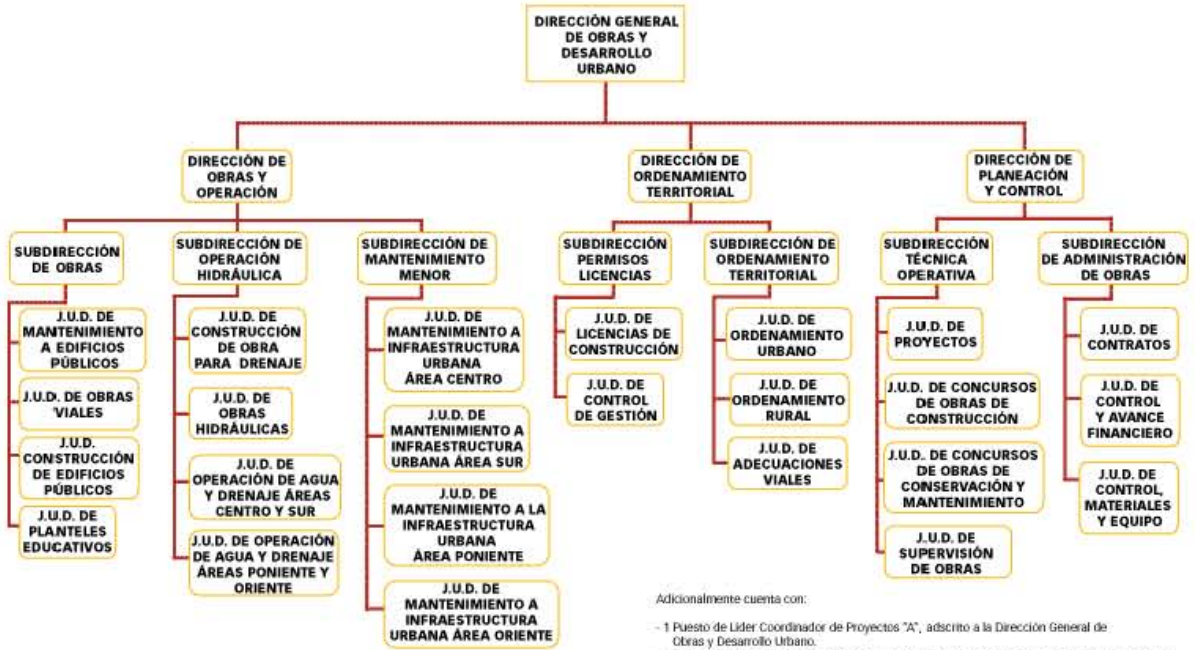 DIRECCIÓN GENERAL
DE OBRAS Y
DESARROLLO
URBANO
DIRECCIÓN DE
OBRAS Y
OPERACIÓN
DIRECCIÓN DE
ORDENAMIENTO
TERRITORIAL
DIRECCIÓN DE
PLANEACIÓN
Y CONTROL
SUBDIRECCIÓN
DE OBRAS
SUBDIRECCIÓN DE
OPERACIÓN
HIDRÁULICA
SUBDIRECCIÓN DE
MANTENIMIENTO
MENOR
SUBDIRECCIÓN
PERMISOS
LICENCIAS
SUBDIRECCIÓN DE
ORDENAMIENTO
TERRITORIAL
SUBDIRECCIÓN
TÉCNICA
OPERATIVA
SUBDIRECCIÓN
DE ADMINISTRACIÓN
DE OBRAS
J.U.D. DE
MANTENIMIENTO
A EDIFICIOS
PÚBLICOS
J.U.D. DE OBRAS
VIALES
J.U.D.
CONSTRUCCIÓN
DE EDIFICIOS
PÚBLICOS
J.U.D. DE
PLANTELES
EDUCATIVOS
J.U.D. DE
CONSTRUCCIÓN
DE OBRA
PARA DRENAJE
J.U.D. DE
OBRAS
HIDRÁULICAS
J.U.D. DE
OPERACIÓN DE AGUA
Y DRENAJE ÁREAS
CENTRO Y SUR
J.U.D. DE OPERACIÓN
DE AGUA Y DRENAJE
ÁREAS PONIENTE Y
ORIENTE
J.U.D. DE
MANTENIMIENTO A
INFRAESTRUCTURA
URBANA
ÁREA CENTRO
J.U.D. DE
MANTENIMIENTO A
INFRAESTRUCTURA
URBANA ÁREA SUR
J.U.D. DE
MANTENIMIENTO A LA
INFRAESTRUCTURA
URBANA
ÁREA PONIENTE
J.U.D. DE
MANTENIMIENTO A
INFRAESTRUCTURA
URBANA ÁREA ORIENTE
J.U.D. DE
LICENCIAS DE
CONSTRUCCIÓN
J.U.D. DE
CONTROL
DE GESTIÓN
J.U.D. DE
ORDENAMIENTO
URBANO
J.U.D. DE
ORDENAMIENTO
RURAL
J.U.D. DE
ADECUACIONES
VIALES
J.U.D. DE
PROYECTOS
J.U.D. DE CONCURSOS
DE OBRAS DE
CONSTRUCCIÓN
J.U.D. DE CONCURSOS
DE OBRAS DE
CONSERVACIÓN Y
MANTENIMIENTO
J.U.D. DE
SUPERVISIÓN
DE OBRAS
J.U.D. DE
CONTRATOS
J.U.D. DE
CONTROL
Y AVANCE
FINANCIERO
J.U.D. DE
CONTROL,
MATERIALES
Y EQUIPO
Adicionalmente cuenta con:
- 1 Puesto de Líder Coordinador de Proyectos "A", adscrito a la Dirección General de
Obras y Desarrollo Urbano.